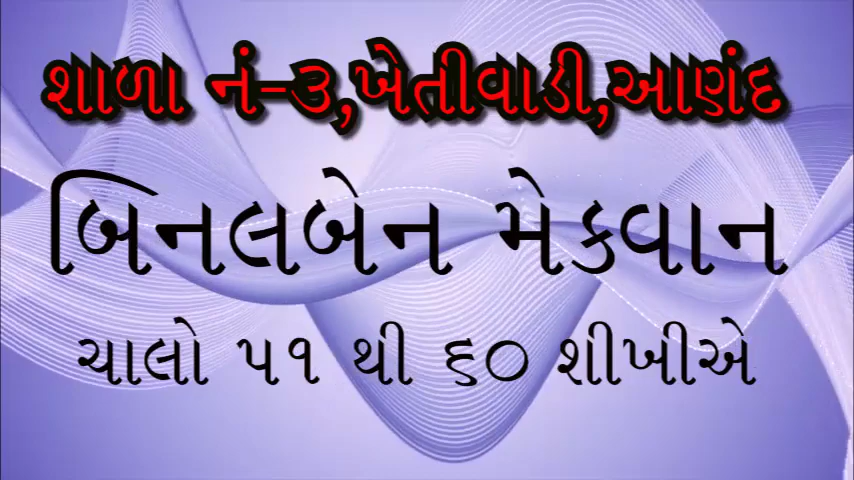 શાળા નં-૩,ખેતીવાડી,આણંદ
બિનલબેન મેકવાન
ચાલો ૫૧ થી ૬૦ શીખીએ